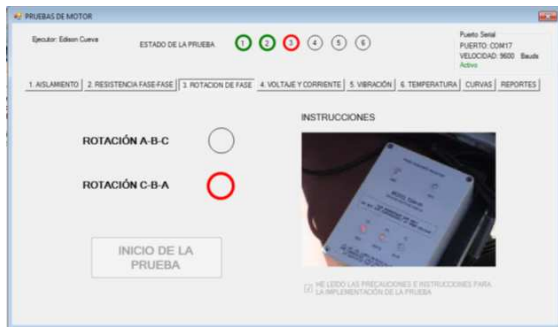 PRUEBAS DE MOTOR
Ejecutor: Edison Cueva
ESTADO DE LA PRUEBA
1 2 3 4 5 6
Puerto Serial
PUERTO: COM17
VELOCIDAD: 9600 Bauds
Activo
1. AISLAMIENTO 2. RESISTENCIA FASE-FASE 3. ROTACION DE FASE 4. VOLTAJE Y CORRIENTE 5. VIBRACIÓN 6. TEMPERATURA CURVAS REPORTES
INSTRUCCIONES
ROTACIÓN A-B-C
ROTACIÓN C-B-A
INICIO DE LA
PRUEBA
HE LEIDO LAS PRECAUCIONES E INSTRUCCIONES PARA
LA IMPLEMENTACIÓN DE LA PRUEBA